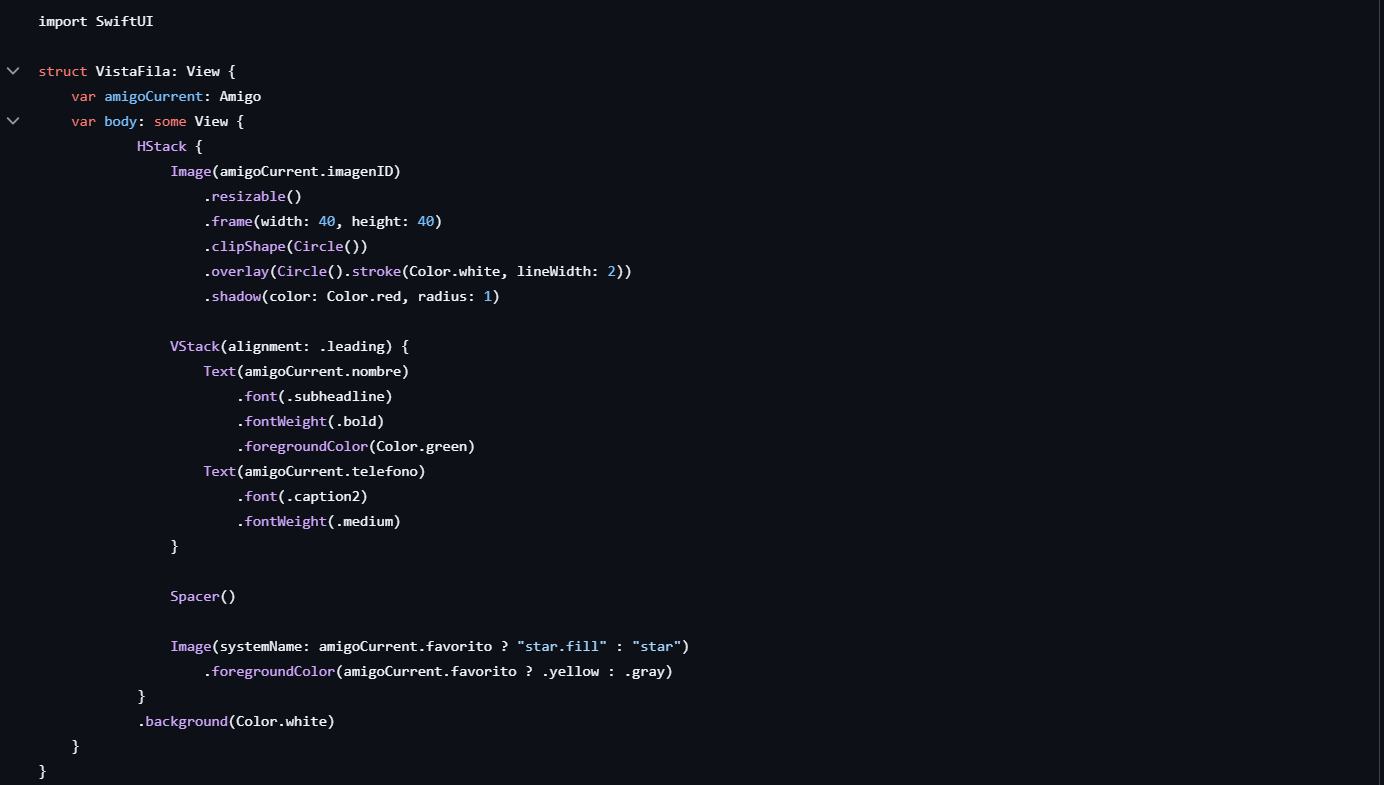 import SwiftUI
struct VistaFila: View {
var amigoCurrent: Amigo
var body: some View {
HStack {
Image(amigoCurrent.imagenID)
.resizable()
.frame(width: 40, height: 40)
.clipShape(Circle())
.overlay(Circle().stroke(Color.white, lineWidth: 2))
.shadow(color: Color.red, radius: 1)
VStack(alignment: .leading) {
Text(amigoCurrent.nombre)
.font(.subheadline)
.fontWeight(.bold)
.foregroundColor(Color.green)
Text(amigoCurrent.telefono)
.font(.caption2)
.fontWeight(.medium)
}
Spacer()
Image(systemName: amigoCurrent.favorito ? "star.fill" : "star")
.foregroundColor(amigoCurrent.favorito ? .yellow : .gray)
}
.background(Color.white)
}
}